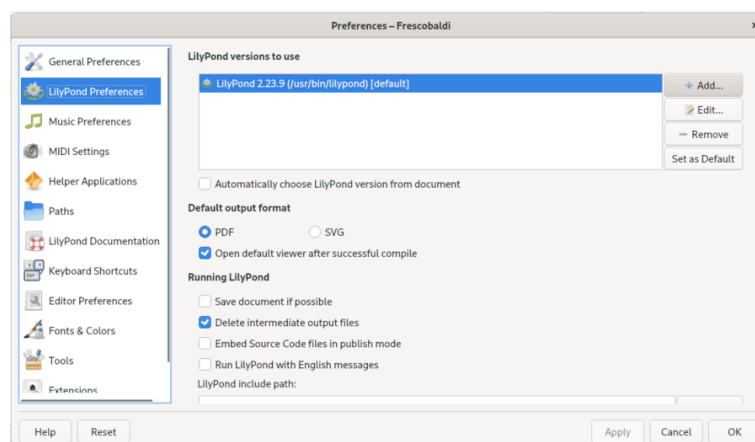 Preferences – Frescobaldi
General Preferences
LilyPond Preferences
Music Preferences
MIDI Settings
Helper Applications
Paths
LilyPond Documentation
Keyboard Shortcuts
Editor Preferences
Fonts & Colors
Tools
Extensions
LilyPond versions to use
LilyPond 2.23.9 (/usr/bin/lilypond) [default]
Add...
Edit...
Remove
Set as Default
Automatically choose LilyPond version from document
Default output format
PDF SVG
Open default viewer after successful compile
Running LilyPond
Save document if possible
Delete intermediate output files
Embed Source Code files in publish mode
Run LilyPond with English messages
LilyPond include path:
Help Reset Apply Cancel OK